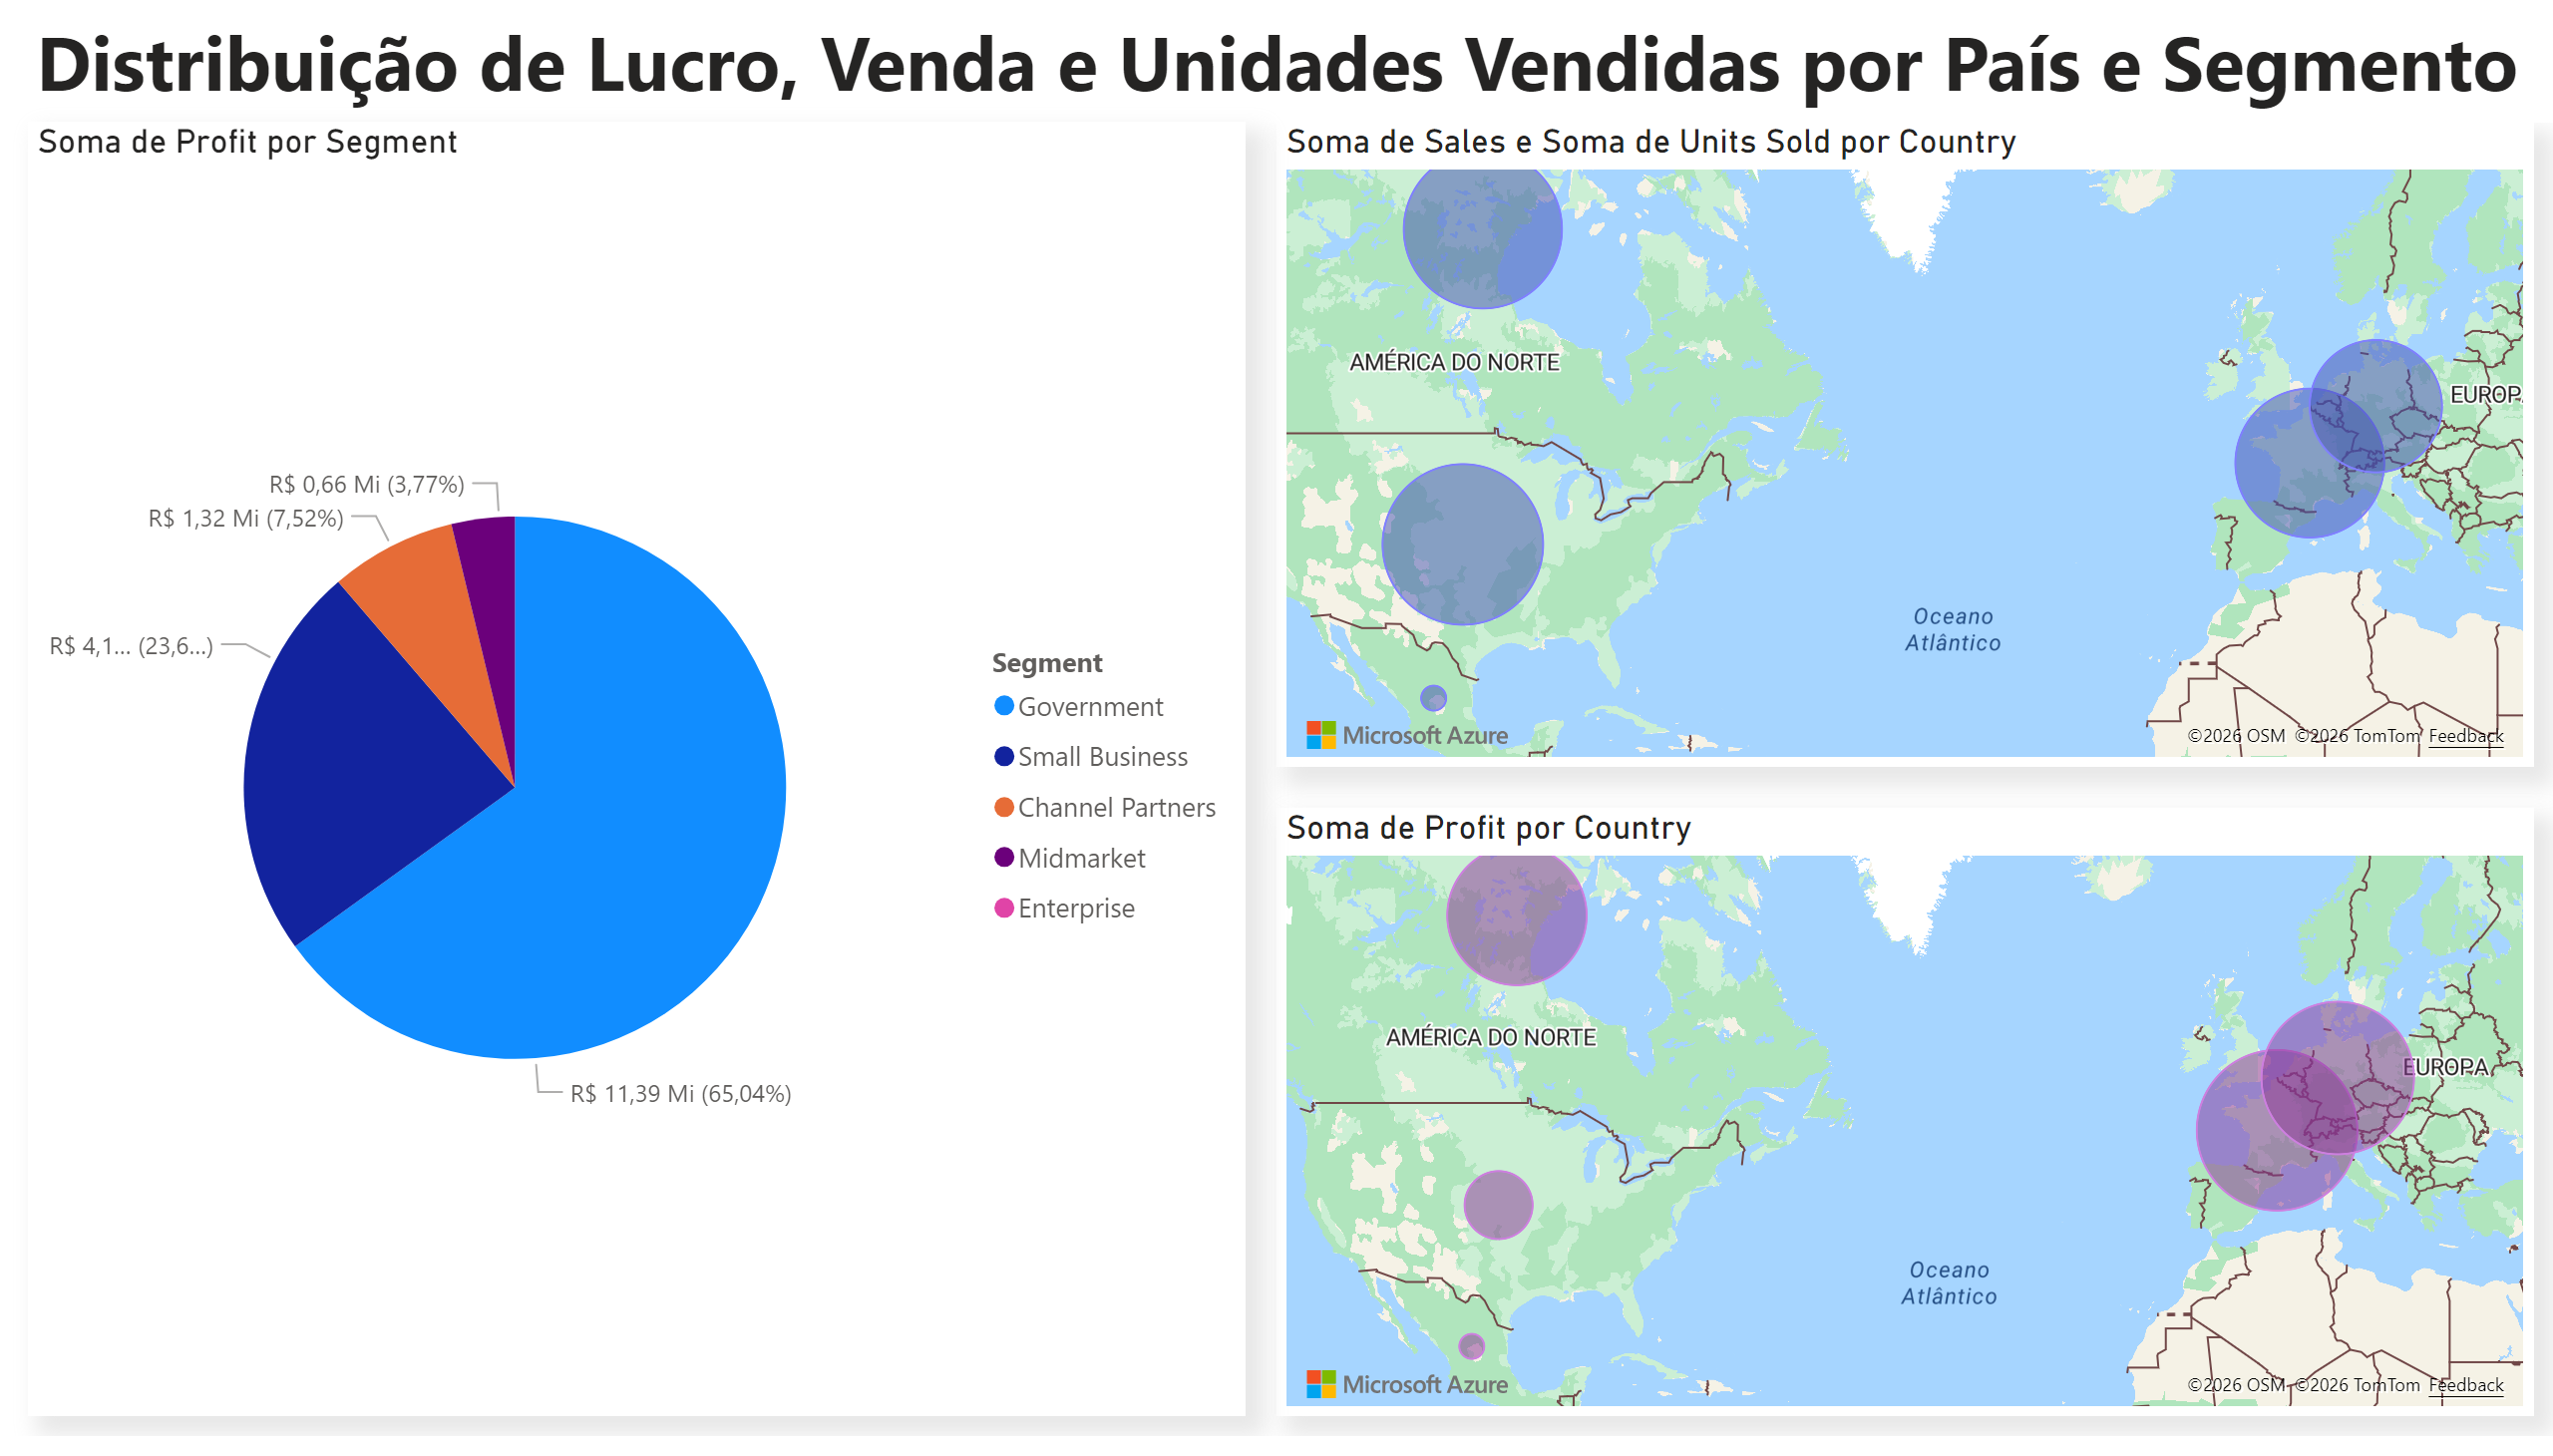 Distribuição de Lucro, Venda e Unidades Vendidas por País e Segmento
Soma de Profit por Segment
R$ 0,66 Mi (3,77%)
R$ 1,32 Mi (7,52%)
R$ 4,1... (23,6...)
R$ 11,39 Mi (65,04%)
Segment
Government
Small Business
Channel Partners
Midmarket
Enterprise
Soma de Sales e Soma de Units Sold por Country
AMÉRICA DO NORTE
EUROPA
Oceano
Atlântico
Microsoft Azure
©2026 OSM ©2026 TomTom Feedback
Soma de Profit por Country
AMÉRICA DO NORTE
EUROPA
Oceano
Atlântico
Microsoft Azure
©2026 OSM ©2026 TomTom Feedback